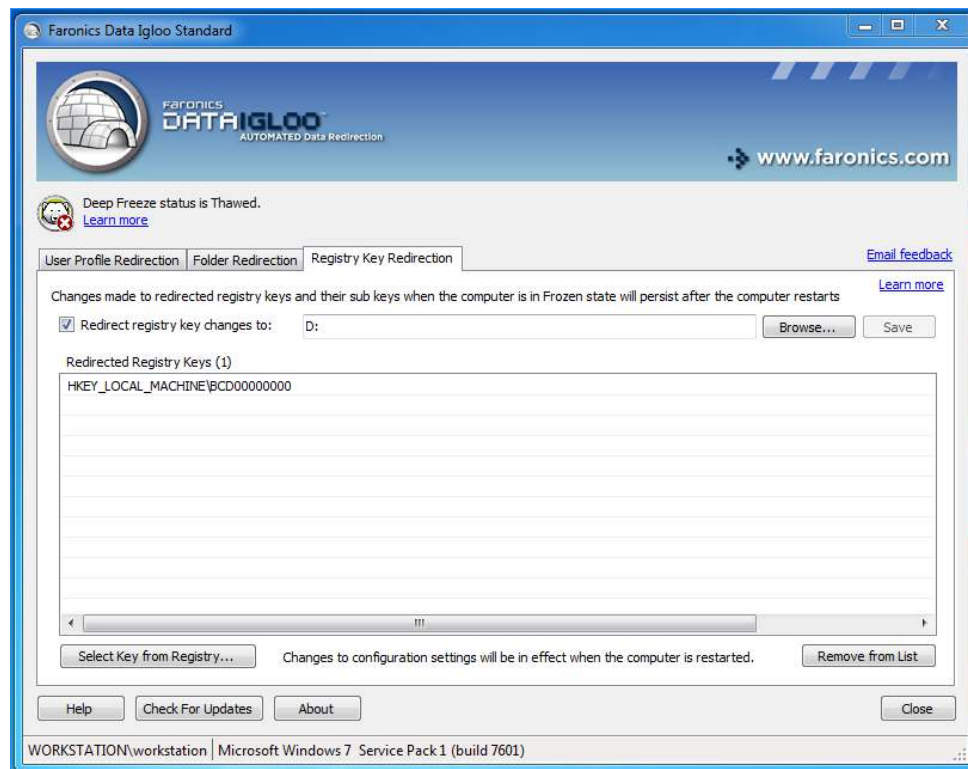 Faronics Data Igloo Standard
FARONICS
DATAIGLOO
AUTOMATED Data Redirection
www.faronics.com
Deep Freeze status is Thawed.
Learn more
User Profile Redirection Folder Redirection Registry Key Redirection Email feedback
Learn more
Changes made to redirected registry keys and their sub keys when the computer is in Frozen state will persist after the computer restarts
Redirect registry key changes to: D: Browse... Save
Redirected Registry Keys (1)
HKEY_LOCAL_MACHINE\BCD00000000
Select Key from Registry... Changes to configuration settings will be in effect when the computer is restarted. Remove from List
Help Check For Updates About Close
WORKSTATION\workstation Microsoft Windows 7 Service Pack 1 (build 7601)